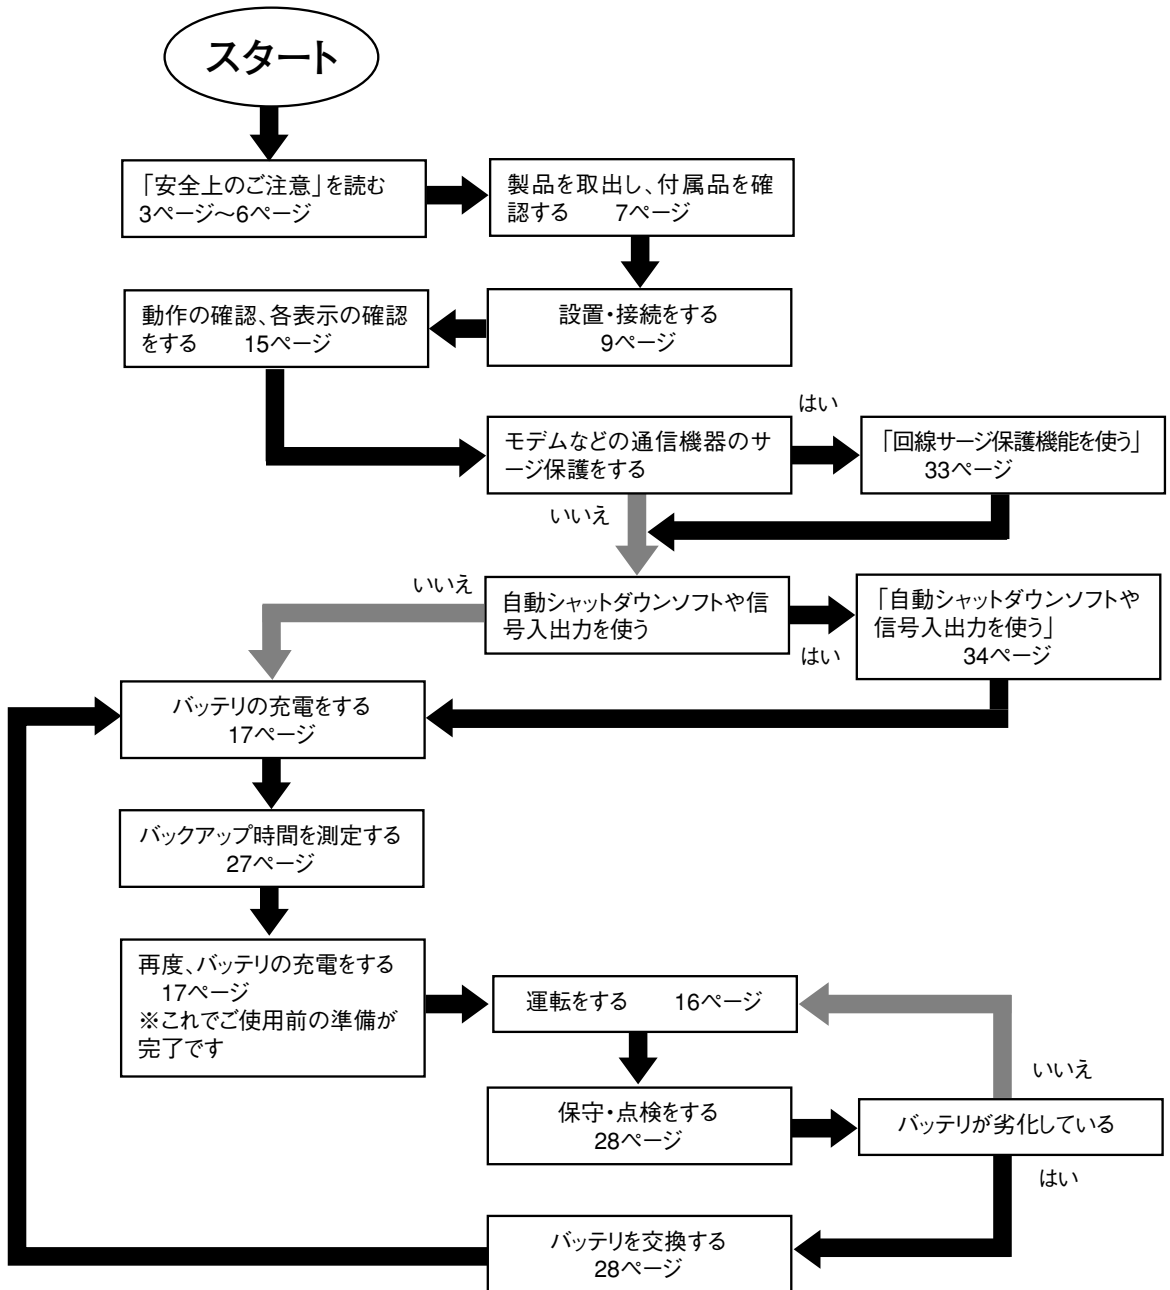 スタート
「安全上のご注意」を読む
3ページ～6ページ
製品を取出し、付属品を確
認する　　7ページ
動作の確認、各表示の確認
をする　　15ページ
設置・接続をする
9ページ
はい
モデムなどの通信機器のサ
ージ保護をする
「回線サージ保護機能を使う」
33ページ
いいえ
いいえ
自動シャットダウンソフトや信
号入出力を使う
はい
「自動シャットダウンソフトや
信号入出力を使う」
34ページ
バッテリの充電をする
17ページ
バックアップ時間を測定する
27ページ
再度、バッテリの充電をする
17ページ
※これでご使用前の準備が
完了です
運転をする　　16ページ
いいえ
保守・点検をする
28ページ
バッテリが劣化している
はい
バッテリを交換する
28ページ